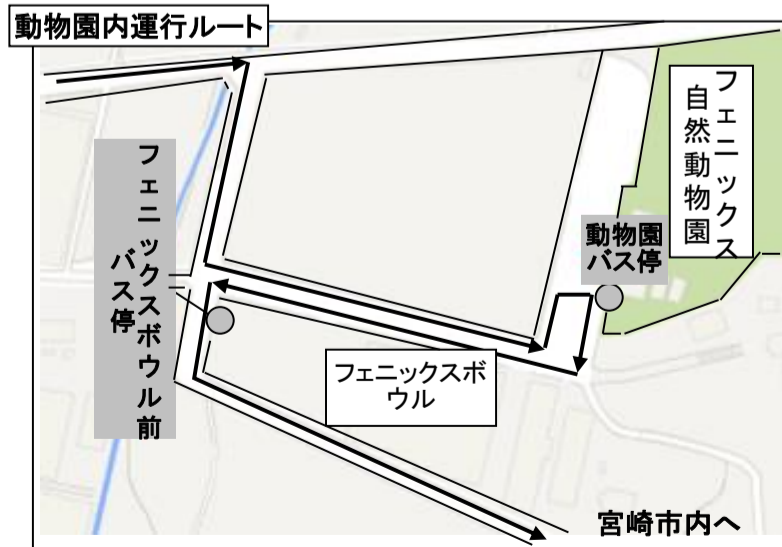 動物園内運行ルート
フェニックス
自然動物園
フェニックスボウル前
バス停
動物園
バス停
フェニックスボ
ウル
宮崎市内へ